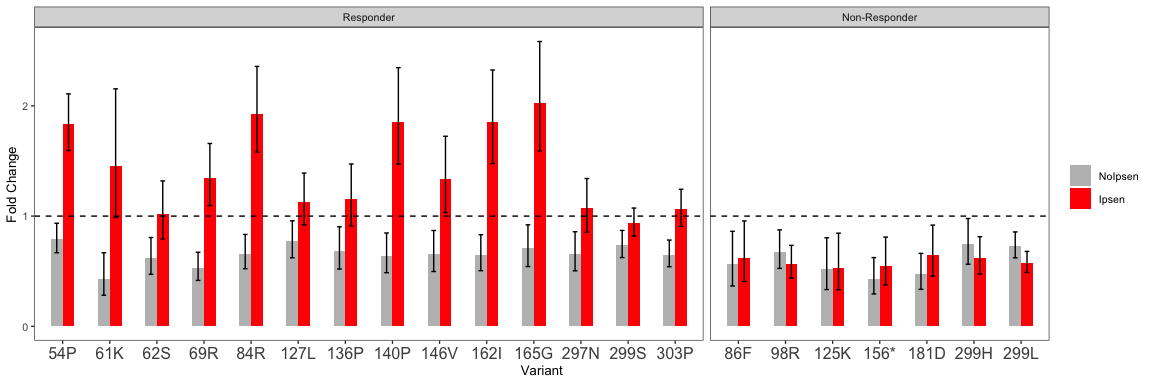 Responder
Non-Responder
Fold Change
2
1
0
54P 61K 62S 69R 84R 127L 136P 140P 146V 162I 165G 297N 299S 303P 86F 98R 125K 156* 181D 299H 299L
Variant
NoIpsen
Ipsen